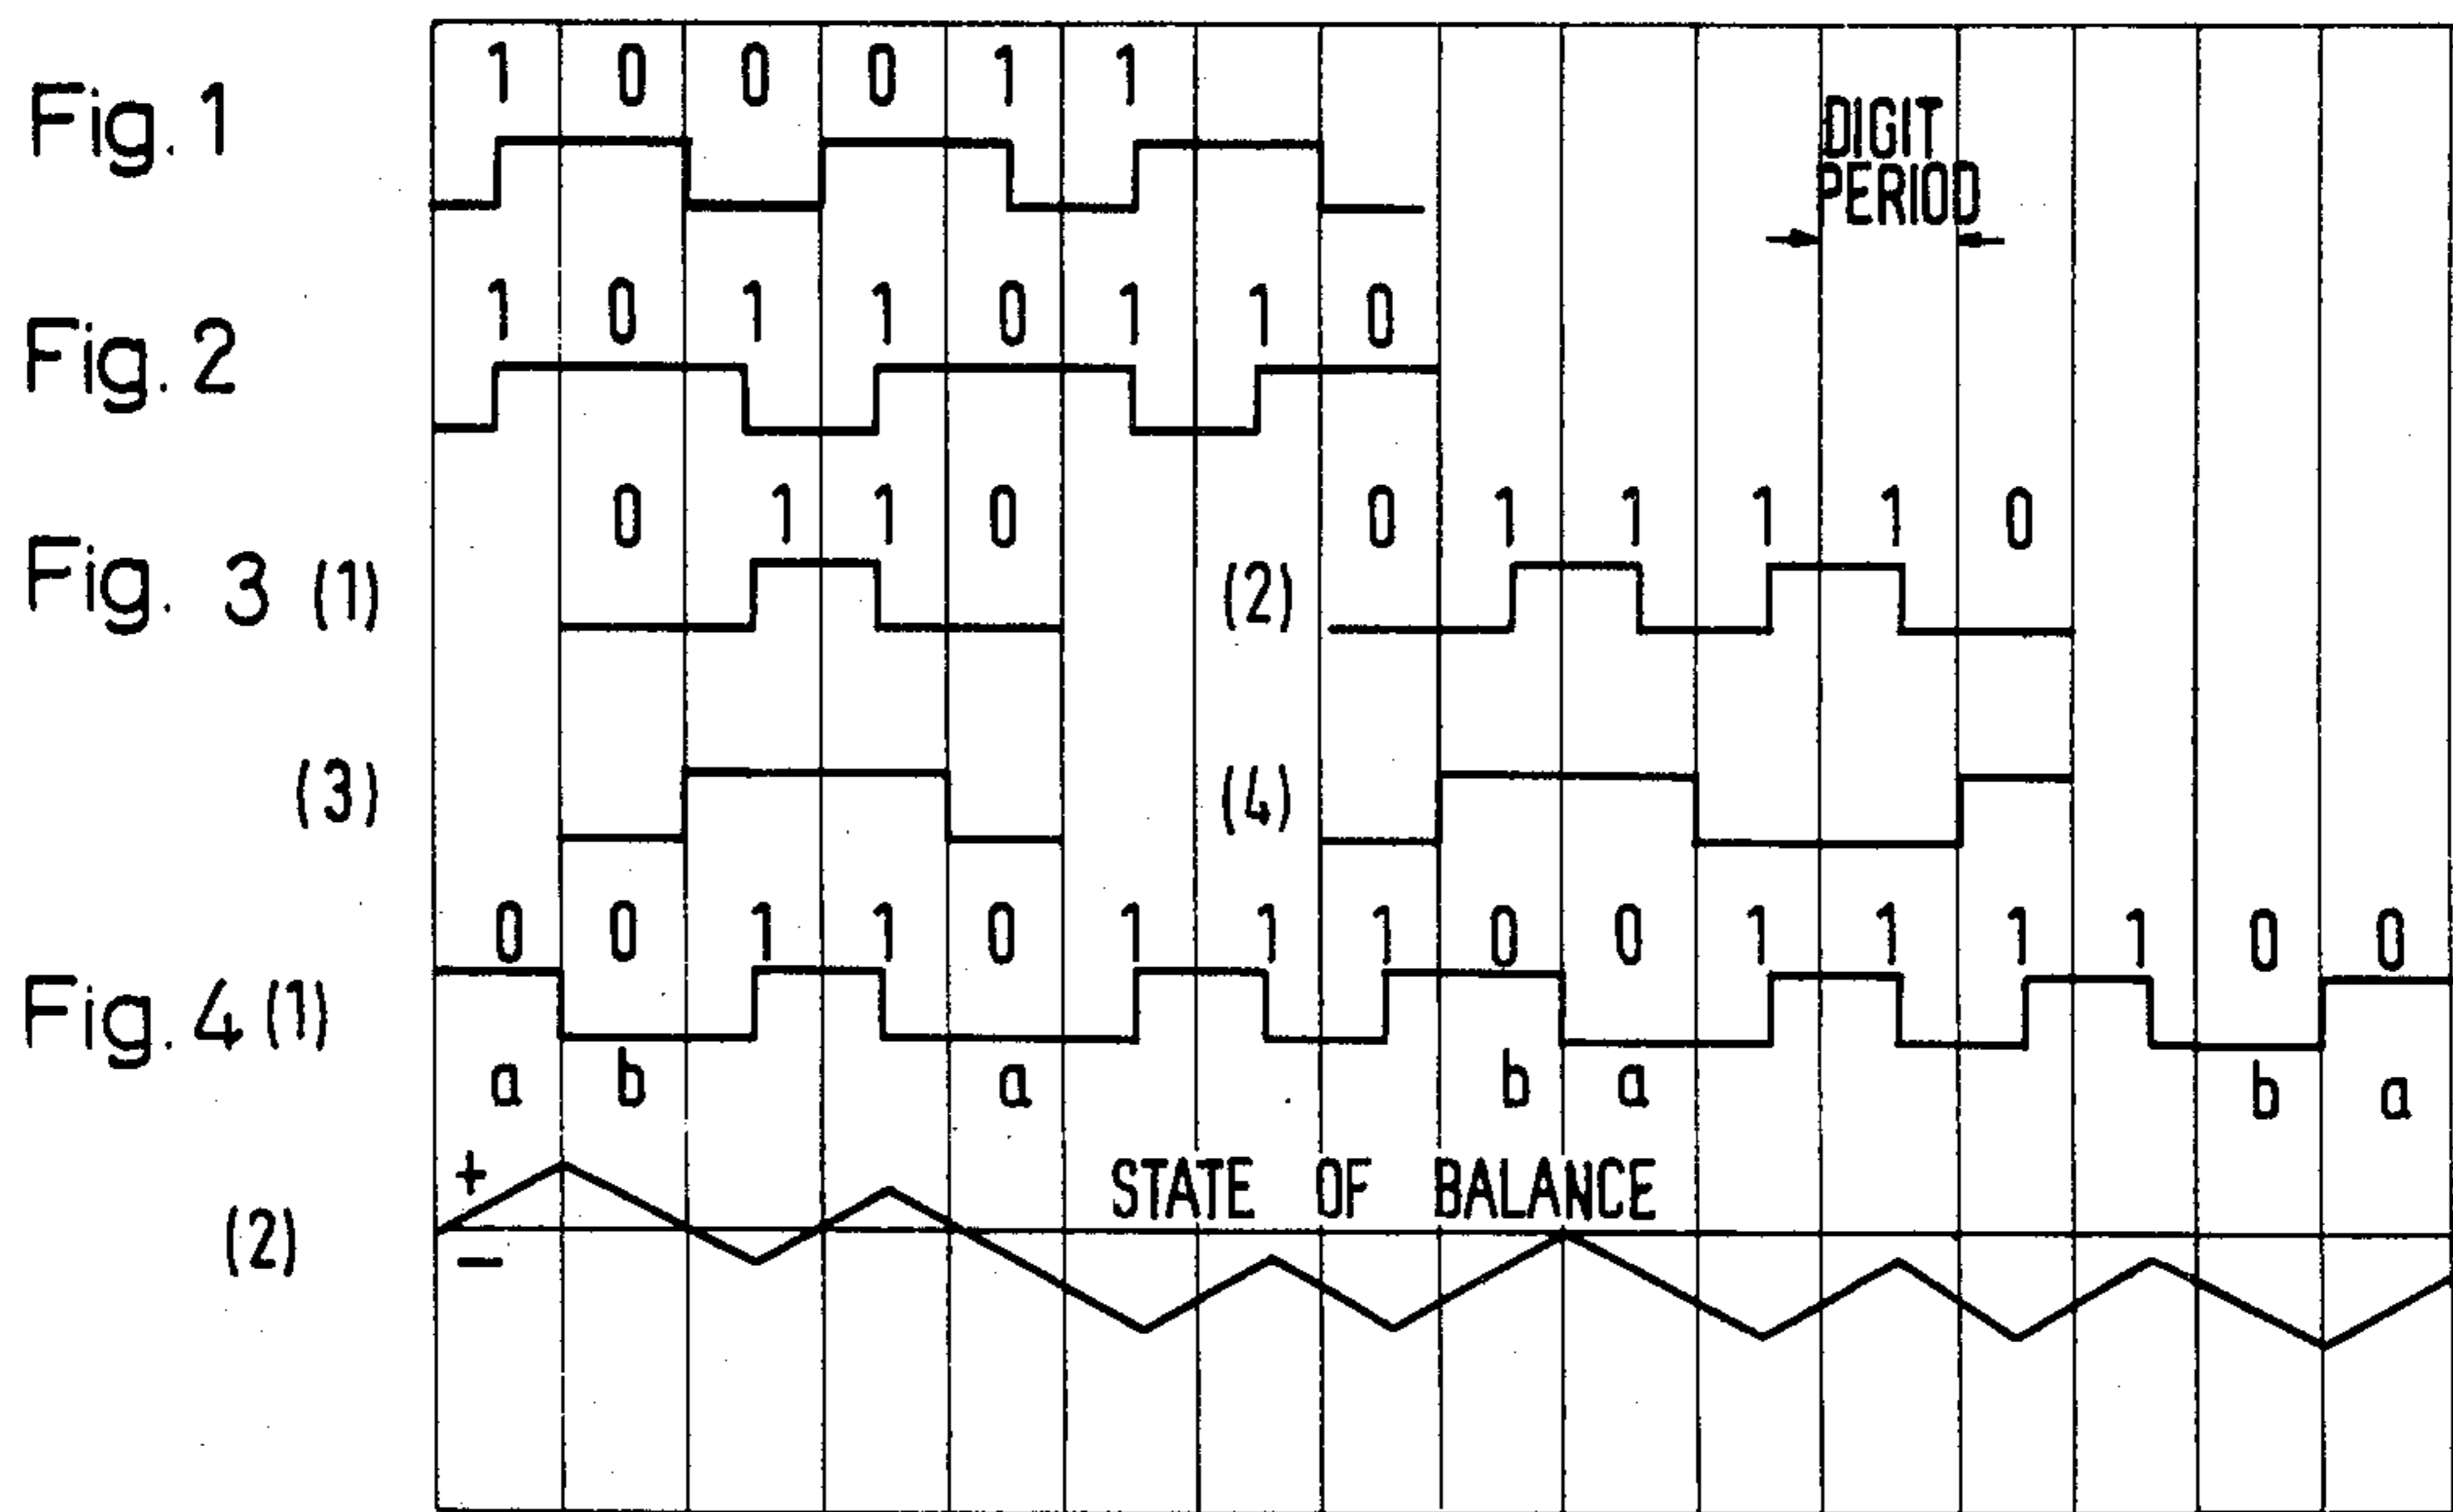 Fig. 1
1 0 0 0 1 1
DIGIT
PERIOD
Fig. 2
1 0 1 1 0 1 1 0
Fig. 3 (1)
0 1 1 0
(2)
0 1 1 1 1 0
(3)
(4)
Fig. 4 (1)
0 0 1 1 0 1 1 1 0 0 1 1 1 1 0 0
a b a b a b a
(2)
+
−
STATE OF BALANCE